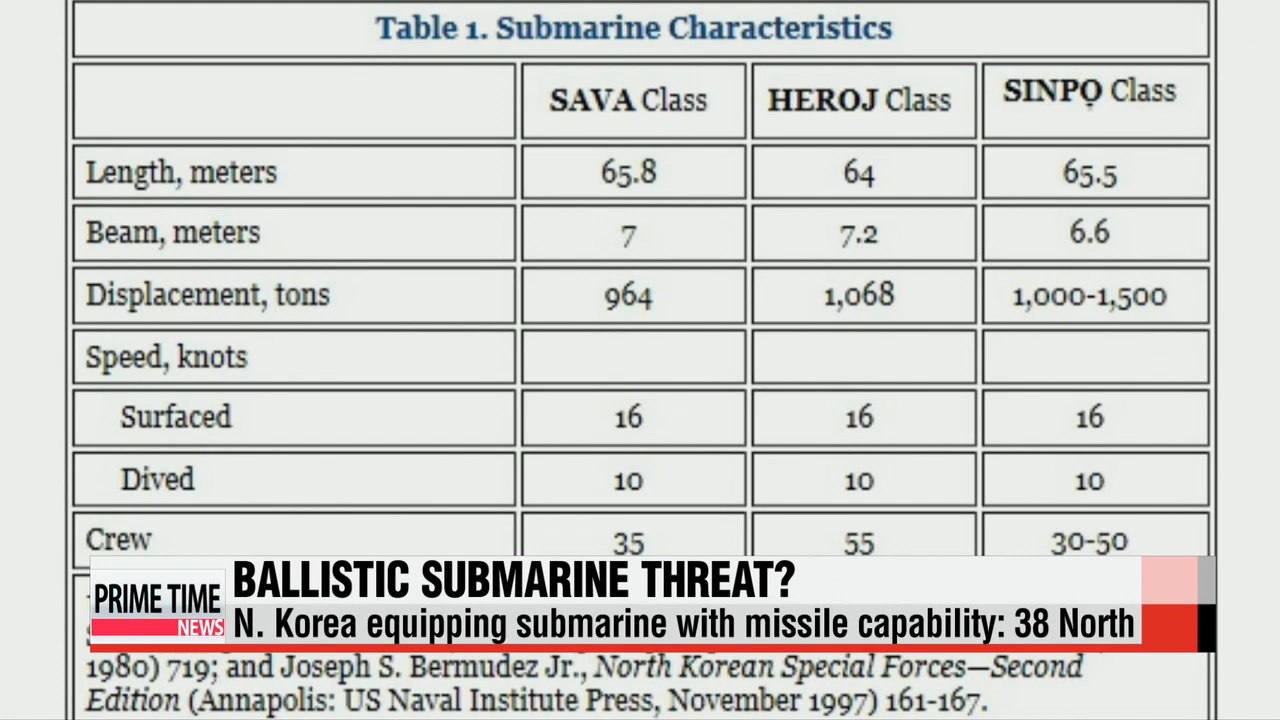 Table 1. Submarine Characteristics
SAVA Class HEROJ Class SINPO Class
Length, meters 65.8 64 65.5
Beam, meters 7 7.2 6.6
Displacement, tons 964 1,068 1,000-1,500
Speed, knots
Surfaced 16 16 16
Dived 10 10 10
Crew 35 55 30-50
PRIME TIME
NEWS
BALLISTIC SUBMARINE THREAT?
N. Korea equipping submarine with missile capability: 38 North
1980) 719; and Joseph S. Bermudez Jr., North Korean Special Forces—Second
Edition (Annapolis: US Naval Institute Press, November 1997) 161-167.